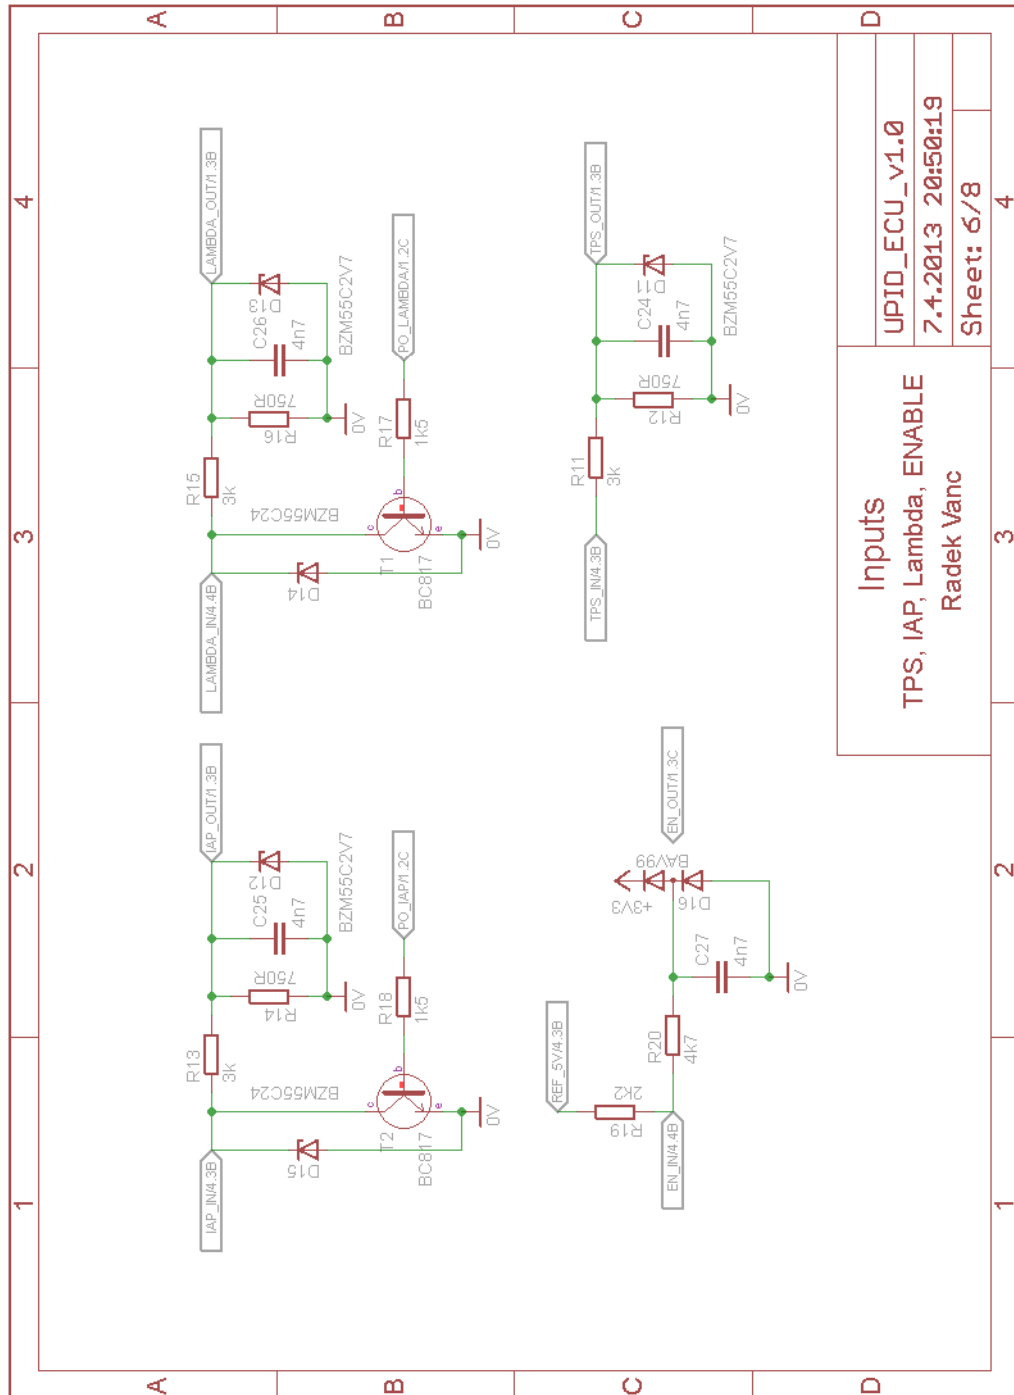 1
2
3
4
A
B
C
D
IAP_IN/4.3B
R13
3k
IAP_OUT/1.3B
R14
750R
C25
4n7
D12
BZM55C2V7
0V
D15
BZM55C24
T2
BC817
c
b
e
0V
R18
1k5
PO_IAP/1.2C
LAMBDA_IN/4.4B
R15
3k
LAMBDA_OUT/1.3B
R16
750R
C26
4n7
D13
BZM55C2V7
0V
D14
BZM55C24
T1
BC817
c
b
e
0V
R17
1k5
PO_LAMBDA/1.2C
REF_5V/4.3B
R19
2K2
EN_IN/4.4B
R20
4k7
C27
4n7
+3V3
D16
BAV99
EN_OUT/1.3C
0V
TPS_IN/4.3B
R11
3k
TPS_OUT/1.3B
R12
750R
C24
4n7
D11
BZM55C2V7
0V
Inputs
TPS, IAP, Lambda, ENABLE
Radek Vanc
UPID_ECU_v1.0
7.4.2013 20:50:19
Sheet: 6/8
A
B
C
D
1
2
3
4